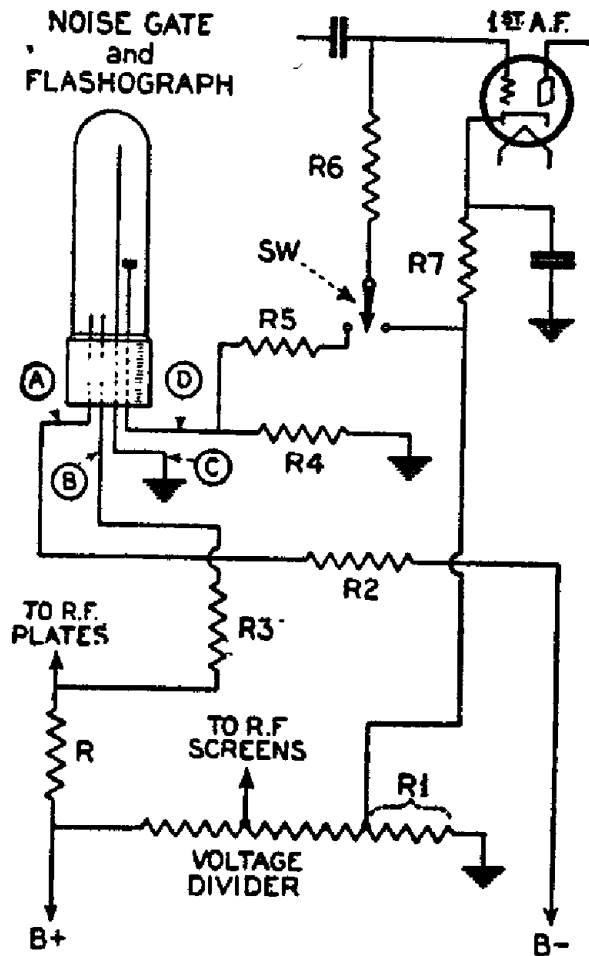 NOISE GATE
and
FLASHOGRAPH
1ST A.F.
R6
SW
R7
R5
A
D
B
C
R4
R2
R3
TO R.F.
PLATES
R
TO R.F
SCREENS
R1
VOLTAGE
DIVIDER
B+
B-